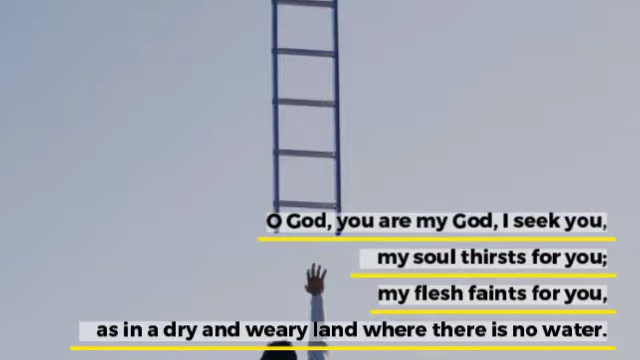 O God, you are my God, I seek you,
my soul thirsts for you;
my flesh faints for you,
as in a dry and weary land where there is no water.